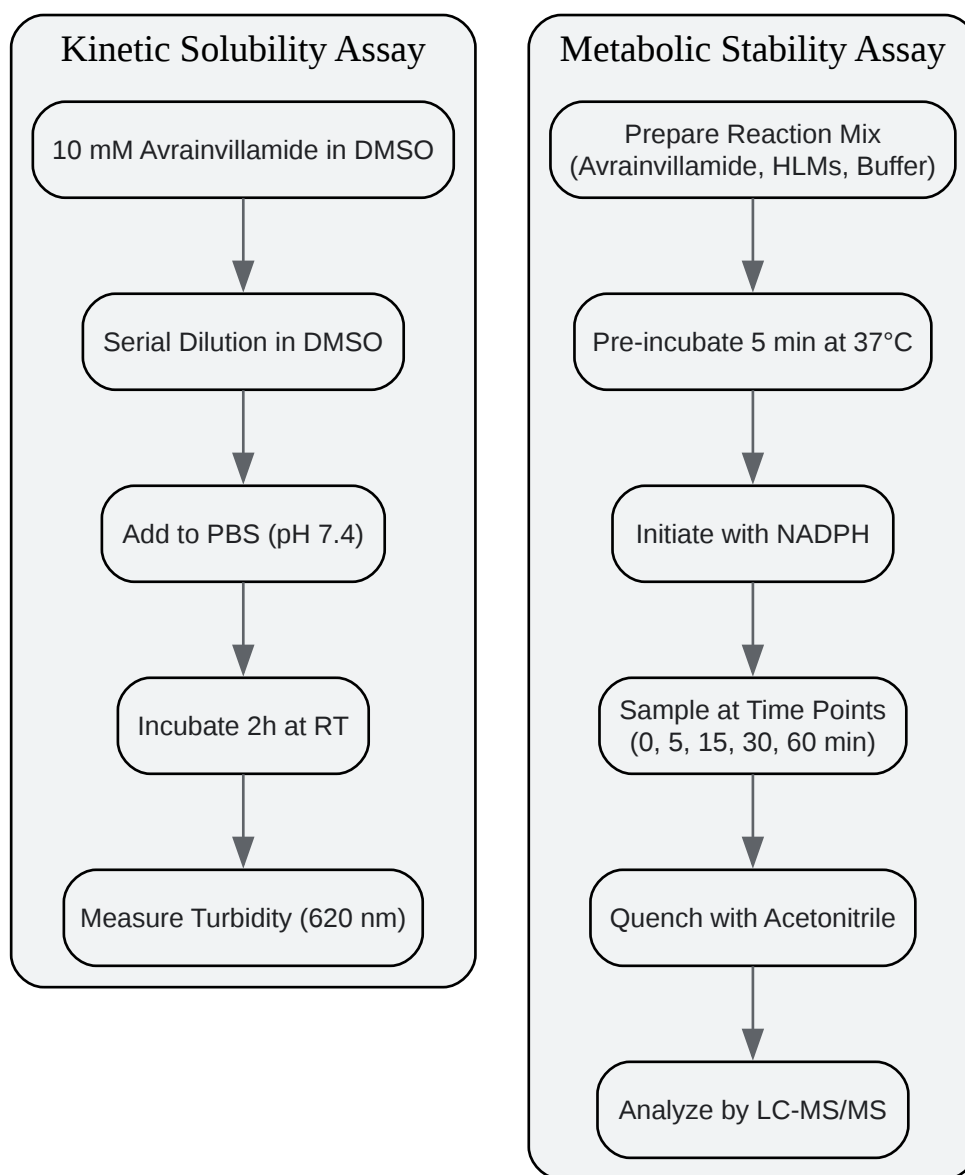 Kinetic Solubility Assay
10 mM Avrainvillamide in DMSO
Serial Dilution in DMSO
Add to PBS (pH 7.4)
Incubate 2h at RT
Measure Turbidity (620 nm)
Metabolic Stability Assay
Prepare Reaction Mix
(Avrainvillamide, HLMs, Buffer)
Pre-incubate 5 min at 37°C
Initiate with NADPH
Sample at Time Points
(0, 5, 15, 30, 60 min)
Quench with Acetonitrile
Analyze by LC-MS/MS